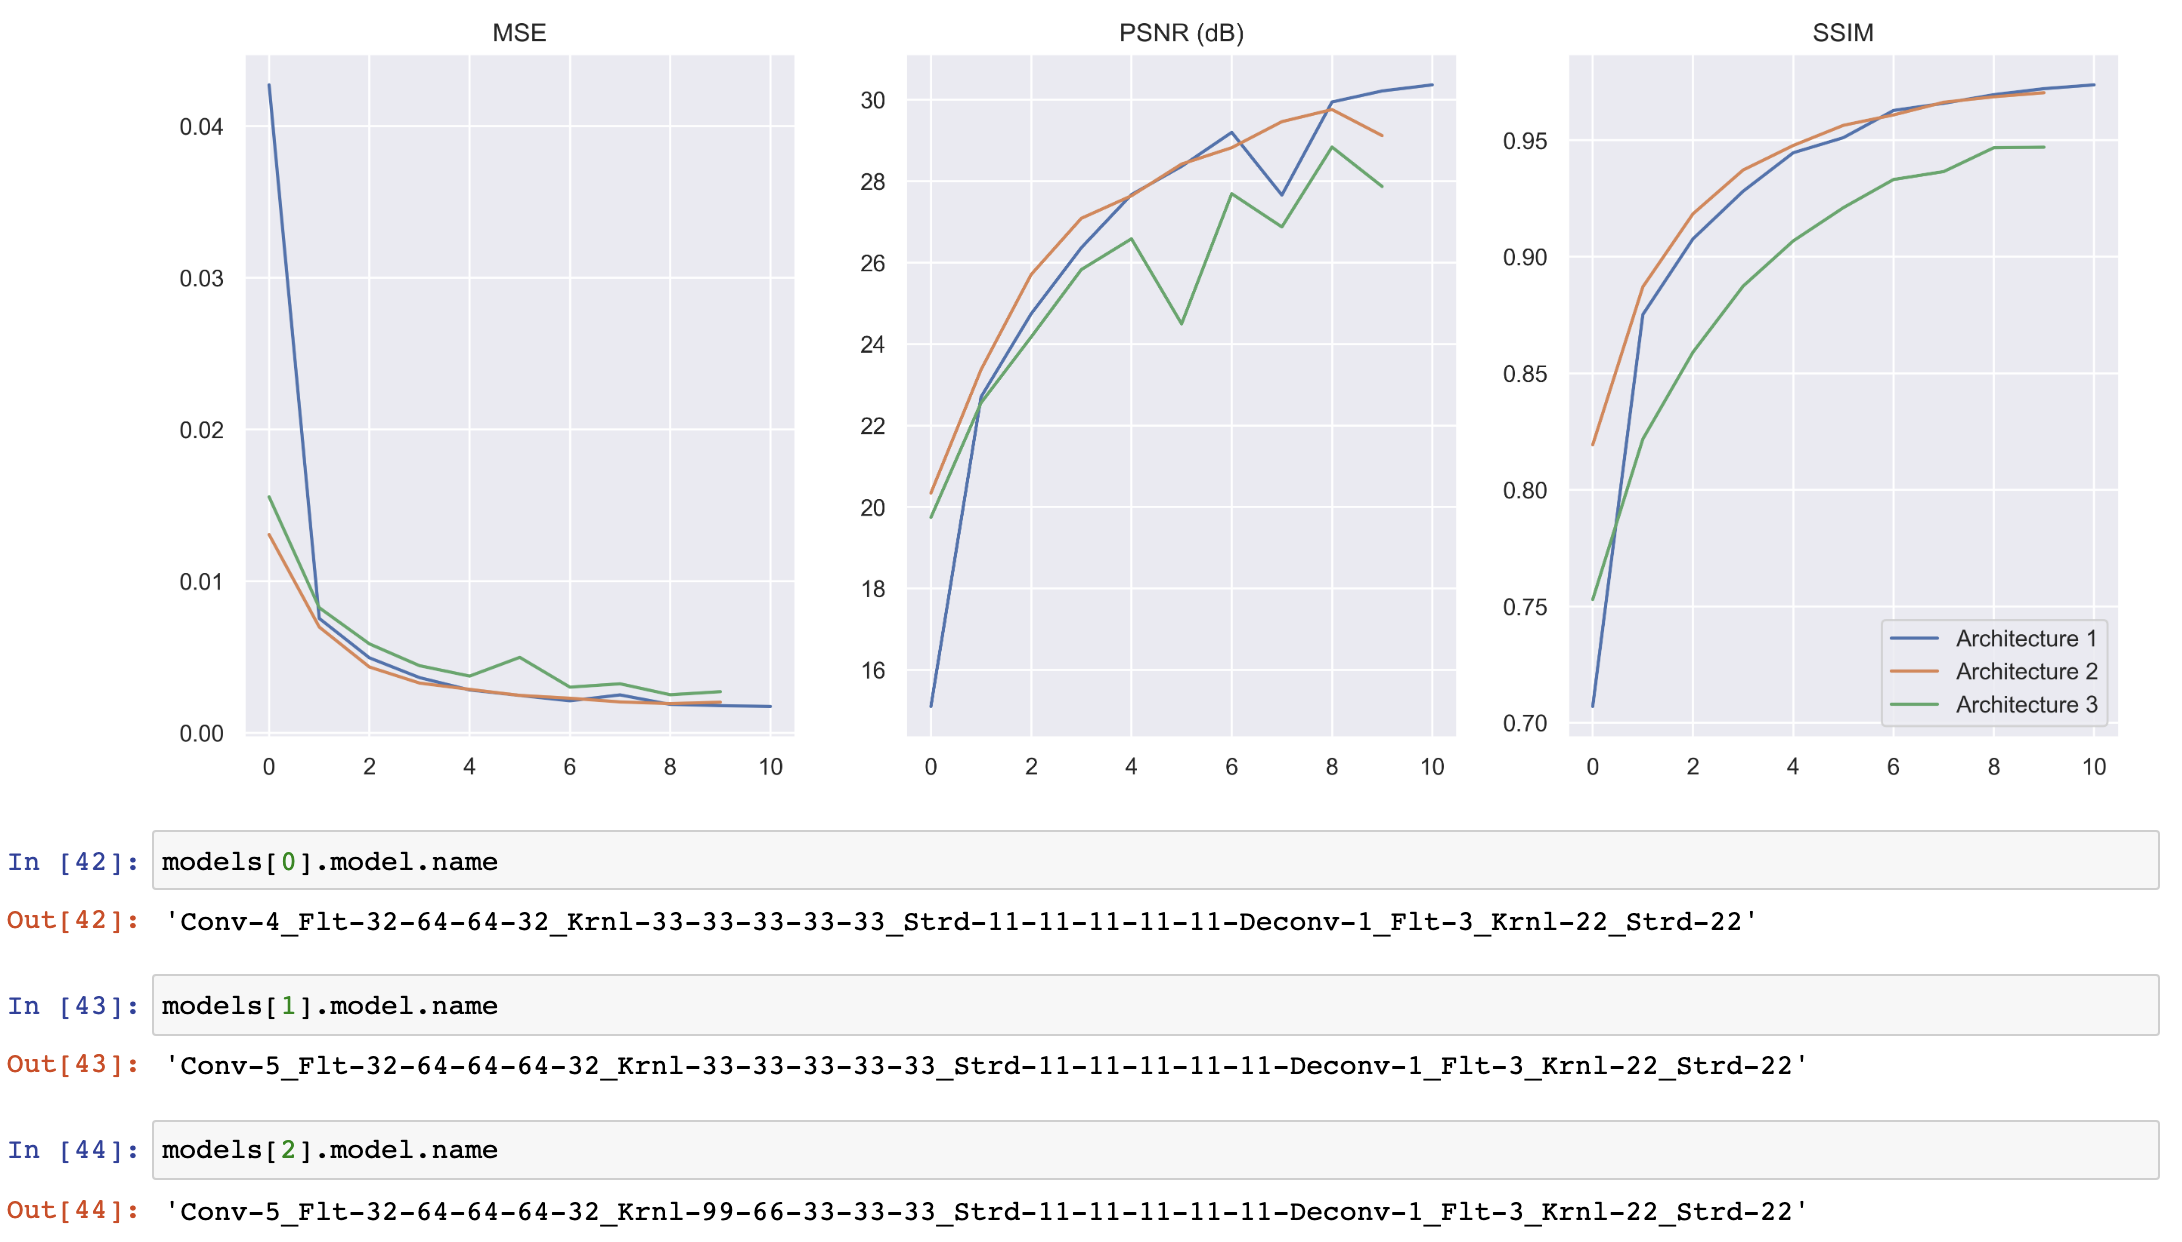 MSE
0.04
0.03
0.02
0.01
0.00
0 2 4 6 8 10
PSNR (dB)
30
28
26
24
22
20
18
16
0 2 4 6 8 10
SSIM
0.95
0.90
0.85
0.80
0.75
0.70
0 2 4 6 8 10
Architecture 1
Architecture 2
Architecture 3
In [42]: models[0].model.name
Out[42]: 'Conv-4_Flt-32-64-64-32_Krnl-33-33-33-33-33_Strd-11-11-11-11-11-Deconv-1_Flt-3_Krnl-22_Strd-22'
In [43]: models[1].model.name
Out[43]: 'Conv-5_Flt-32-64-64-64-32_Krnl-33-33-33-33-33_Strd-11-11-11-11-11-Deconv-1_Flt-3_Krnl-22_Strd-22'
In [44]: models[2].model.name
Out[44]: 'Conv-5_Flt-32-64-64-64-32_Krnl-99-66-33-33-33_Strd-11-11-11-11-11-Deconv-1_Flt-3_Krnl-22_Strd-22'